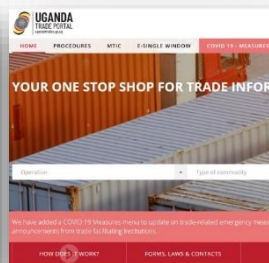 UGANDA
TRADE PORTAL
HOME PROCEDURES MTIC E-SINGLE WINDOW COVID 19 - MEASURES
YOUR ONE STOP SHOP FOR TRADE INFOR
Operation Type of commodity
We have added a COVID 19 Measures menu to update on trade-related emergency meas
announcements from trade facilitating institutions
HOW DOES IT WORK? FORMS, LAWS & CONTACTS